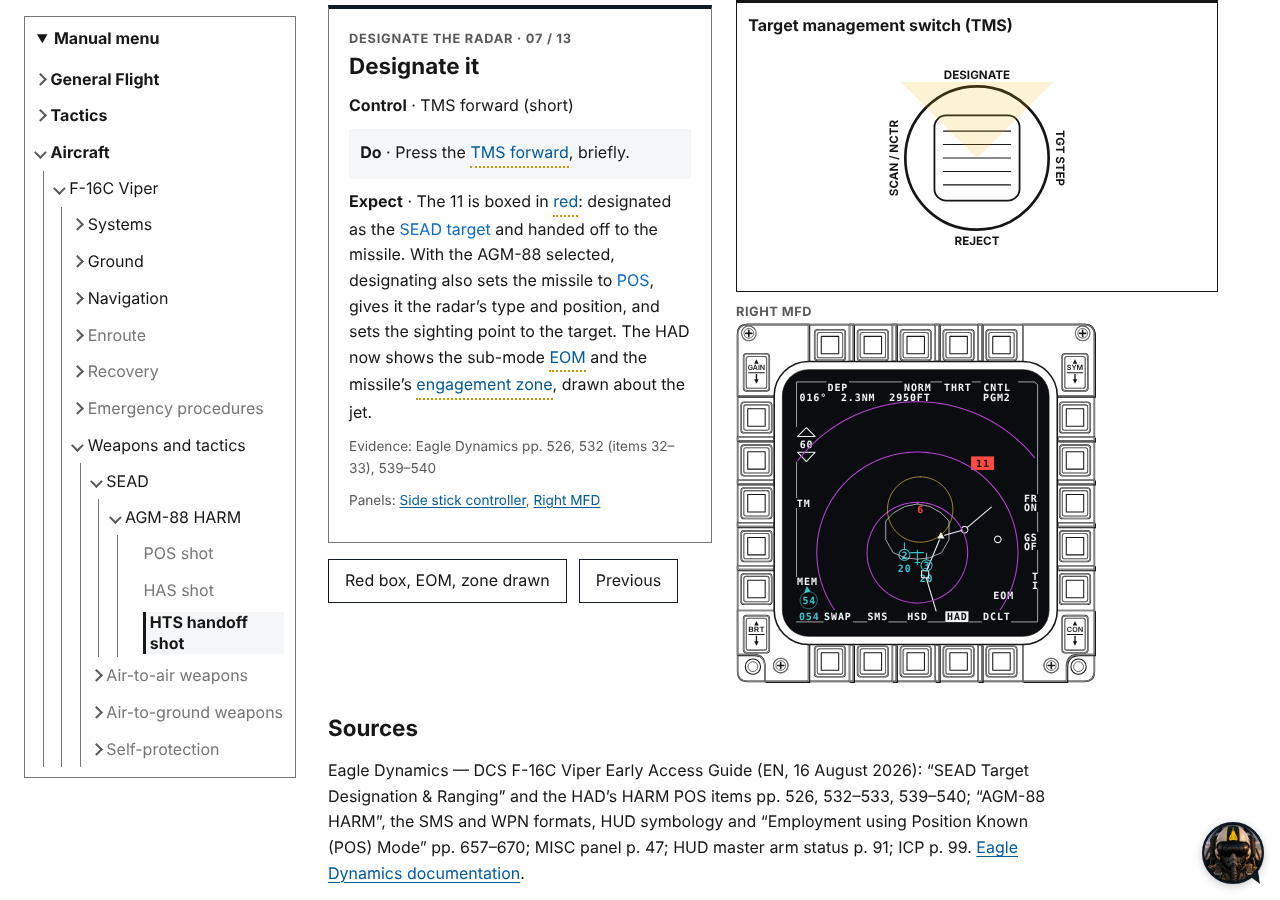 Manual menu
General Flight
Tactics
Aircraft
F-16C Viper
Systems
Ground
Navigation
Enroute
Recovery
Emergency procedures
Weapons and tactics
SEAD
AGM-88 HARM
POS shot
HAS shot
HTS handoff
shot
Air-to-air weapons
Air-to-ground weapons
Self-protection
DESIGNATE THE RADAR · 07 / 13
Designate it
Control · TMS forward (short)
Do · Press the TMS forward, briefly.
Expect · The 11 is boxed in red: designated
as the SEAD target and handed off to the
missile. With the AGM-88 selected,
designating also sets the missile to POS,
gives it the radar’s type and position, and
sets the sighting point to the target. The HAD
now shows the sub-mode EOM and the
missile’s engagement zone, drawn about the
jet.
Evidence: Eagle Dynamics pp. 526, 532 (items 32–
33), 539–540
Panels: Side stick controller, Right MFD
Red box, EOM, zone drawn
Previous
Target management switch (TMS)
DESIGNATE
SCAN / NCTR
TGT STEP
REJECT
RIGHT MFD
GAIN
SYM
DEP NORM THRT CNTL
016° 2.3NM 2950FT PGM2
60
11
TM
6
FR
ON
GS
OF
2
20
20
MEM
TI
54
EOM
054 SWAP SMS HSD HAD DCLT
BRT
CON
Sources
Eagle Dynamics — DCS F-16C Viper Early Access Guide (EN, 16 August 2026): “SEAD Target
Designation & Ranging” and the HAD’s HARM POS items pp. 526, 532–533, 539–540; “AGM-88
HARM”, the SMS and WPN formats, HUD symbology and “Employment using Position Known
(POS) Mode” pp. 657–670; MISC panel p. 47; HUD master arm status p. 91; ICP p. 99. Eagle
Dynamics documentation.